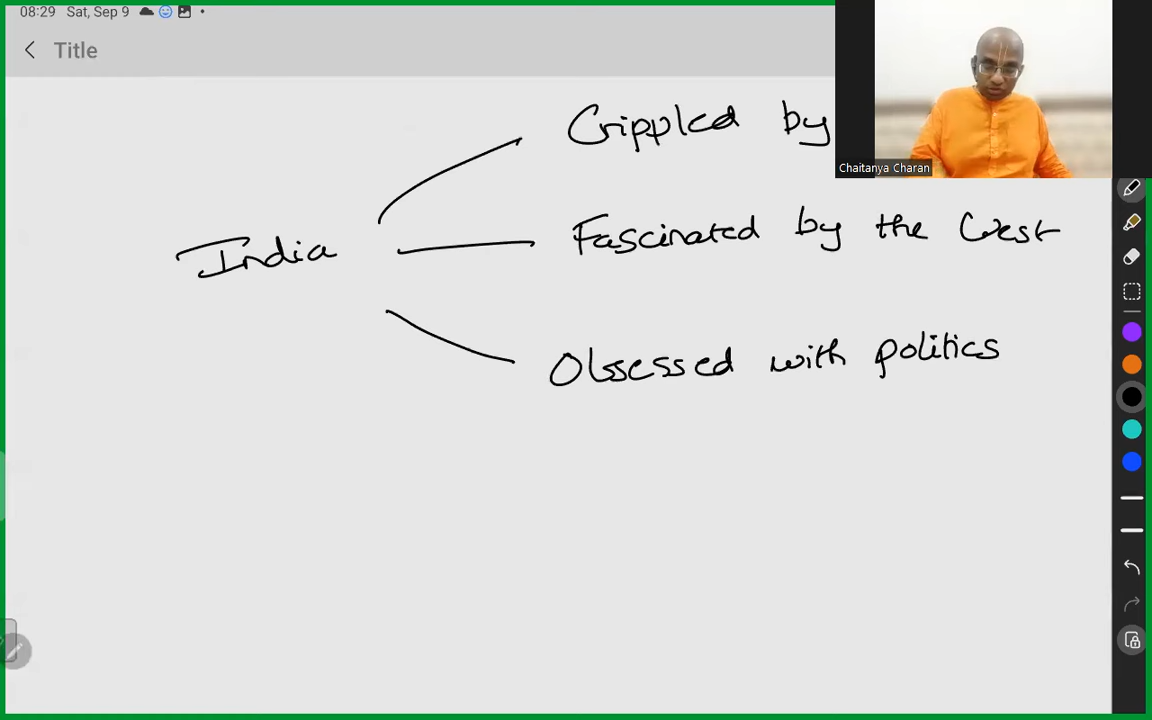 08:29 Sat, Sep 9
Title
Chaitanya Charan
Crippled by
India
Fascinated by the West
Obsessed with politics